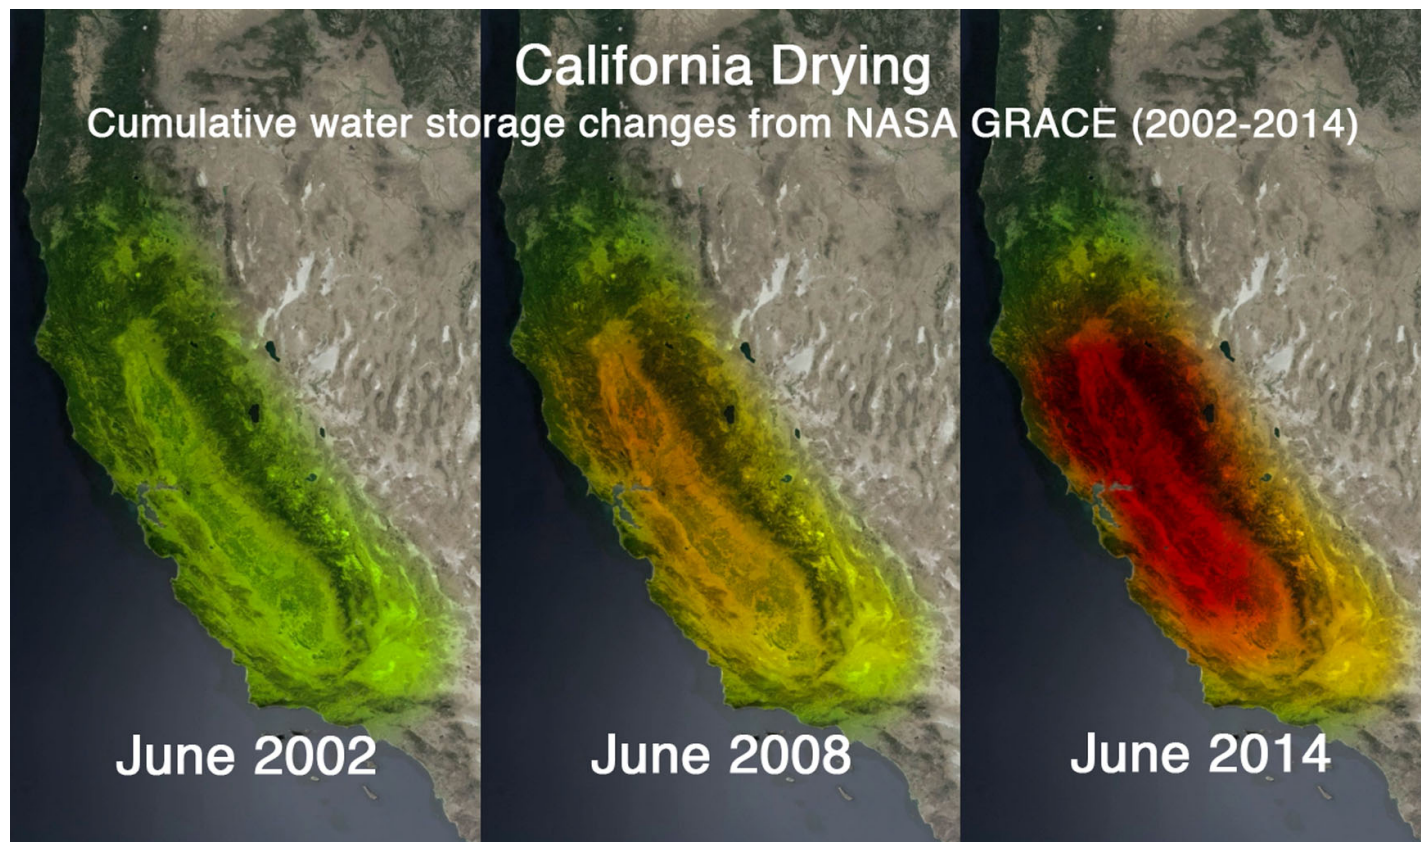 California Drying
Cumulative water storage changes from NASA GRACE (2002-2014)
June 2002
June 2008
June 2014